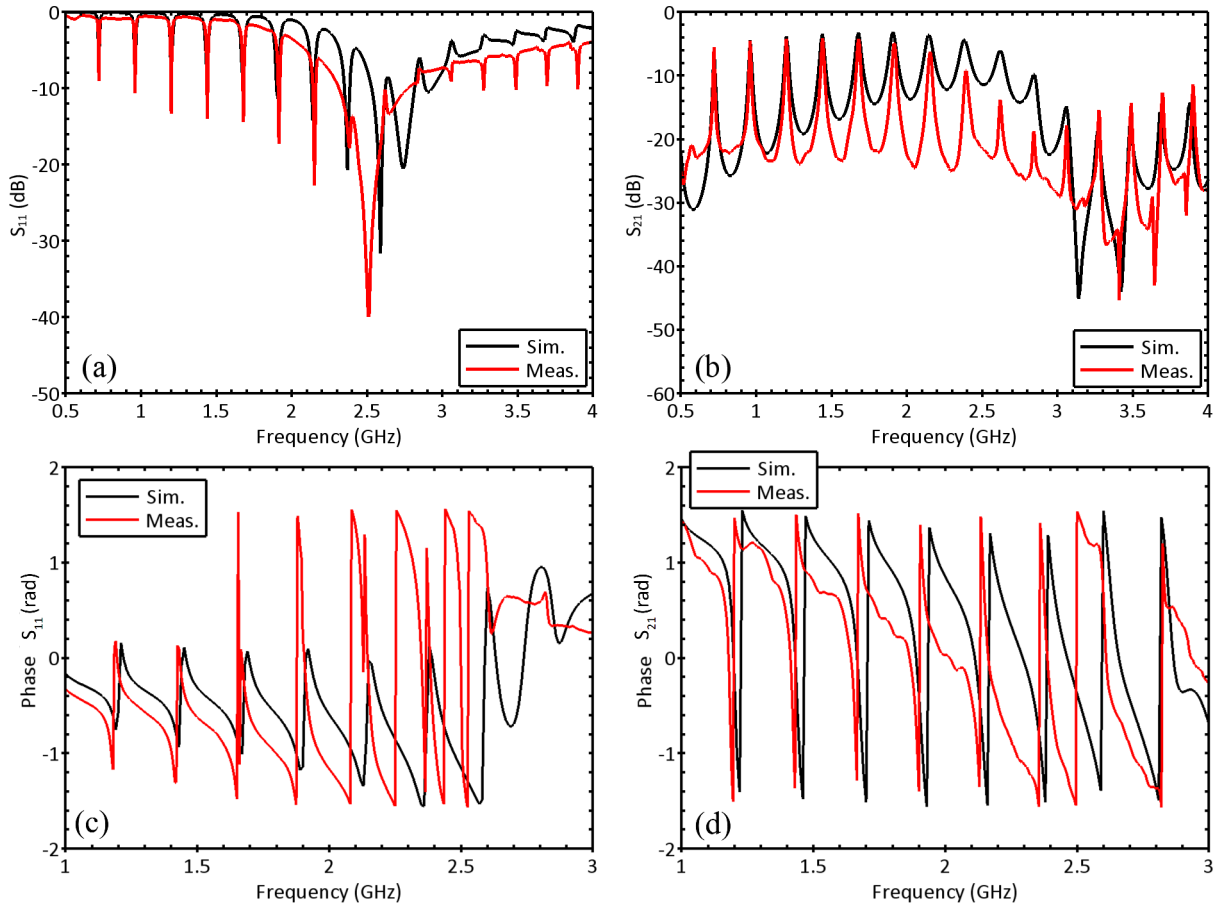 0
-10
-20
-30
-40
-50
S11 (dB)
(a)
Sim.
Meas.
0.5 1 1.5 2 2.5 3 3.5 4
Frequency (GHz)
0
-10
-20
-30
-40
-50
-60
S21 (dB)
(b)
Sim.
Meas.
0.5 1 1.5 2 2.5 3 3.5 4
Frequency (GHz)
2
1
0
-1
-2
Phase S11 (rad)
Sim.
Meas.
(c)
1 1.5 2 2.5 3
Frequency (GHz)
2
1
0
-1
-2
Phase S21 (rad)
Sim.
Meas.
(d)
1 1.5 2 2.5 3
Frequency (GHz)